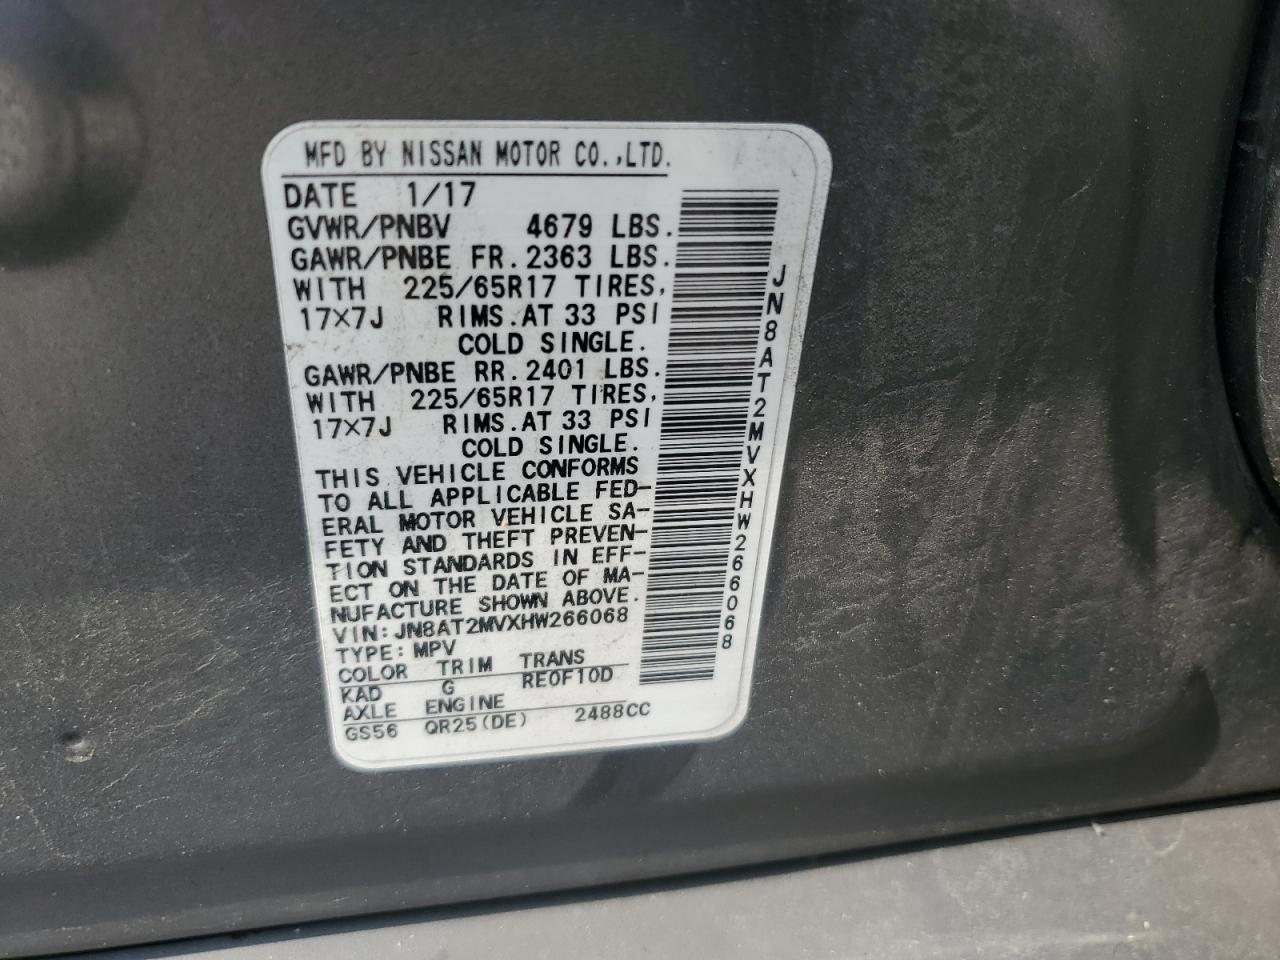 MFD BY NISSAN MOTOR CO.,LTD.
DATE 1/17
GVWR/PNBV 4679 LBS.
GAWR/PNBE FR.2363 LBS.
WITH 225/65R17 TIRES,
17×7J RIMS.AT 33 PSI
COLD SINGLE.
GAWR/PNBE RR.2401 LBS.
WITH 225/65R17 TIRES,
17×7J RIMS.AT 33 PSI
COLD SINGLE.
THIS VEHICLE CONFORMS
TO ALL APPLICABLE FED-
ERAL MOTOR VEHICLE SA-
FETY AND THEFT PREVEN-
TION STANDARDS IN EFF-
ECT ON THE DATE OF MA-
NUFACTURE SHOWN ABOVE.
VIN:JN8AT2MVXHW266068
TYPE:MPV
COLOR TRIM TRANS
KAD G RE0F10D
AXLE ENGINE
GS56 QR25(DE) 2488CC
JN8AT2MVXHW266068